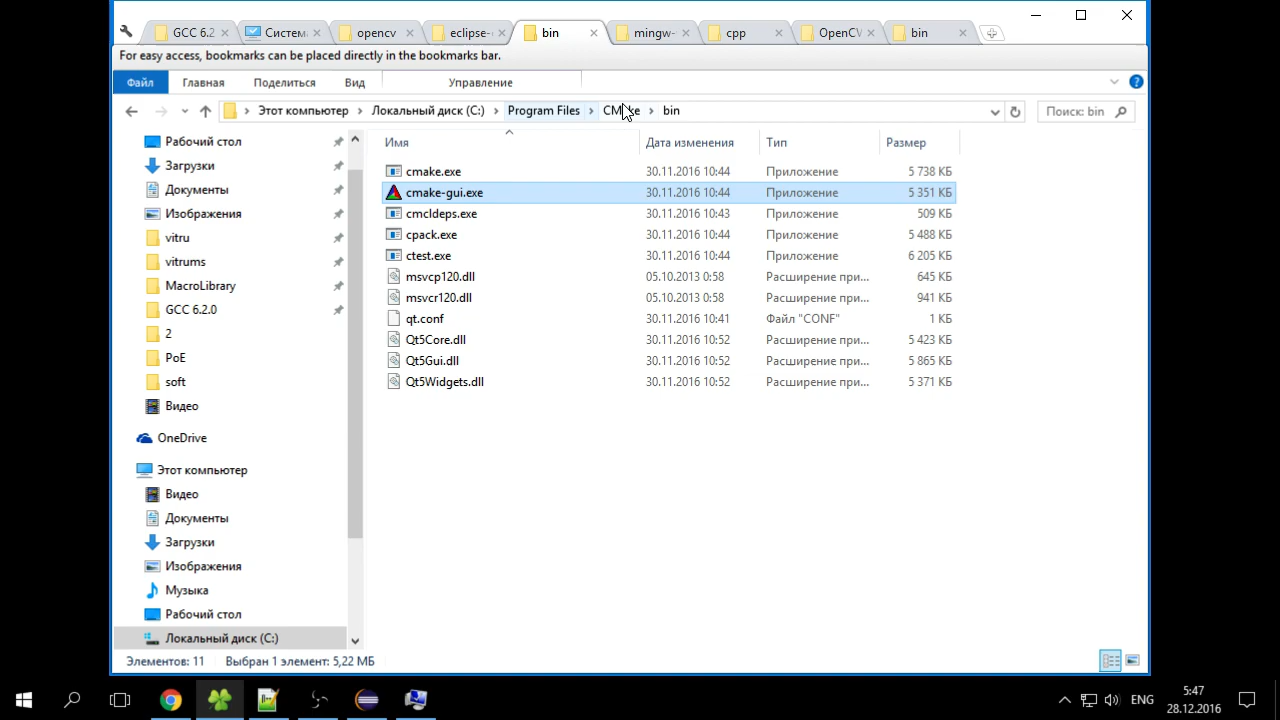 GCC 6.2
Систем
opencv
eclipse-
bin
mingw-
cpp
OpenCV
bin
For easy access, bookmarks can be placed directly in the bookmarks bar.
Файл
Главная
Поделиться
Вид
Управление
Этот компьютер
Локальный диск (C:)
Program Files
CMake
bin
Поиск: bin
Имя
Дата изменения
Тип
Размер
cmake.exe 30.11.2016 10:44 Приложение 5 738 КБ
cmake-gui.exe 30.11.2016 10:44 Приложение 5 351 КБ
cmcldeps.exe 30.11.2016 10:43 Приложение 509 КБ
cpack.exe 30.11.2016 10:44 Приложение 5 488 КБ
ctest.exe 30.11.2016 10:44 Приложение 6 205 КБ
msvcp120.dll 05.10.2013 0:58 Расширение при... 645 КБ
msvcr120.dll 05.10.2013 0:58 Расширение при... 941 КБ
qt.conf 30.11.2016 10:41 Файл "CONF" 1 КБ
Qt5Core.dll 30.11.2016 10:52 Расширение при... 5 423 КБ
Qt5Gui.dll 30.11.2016 10:52 Расширение при... 5 865 КБ
Qt5Widgets.dll 30.11.2016 10:52 Расширение при... 5 371 КБ
Рабочий стол
Загрузки
Документы
Изображения
vitru
vitrums
MacroLibrary
GCC 6.2.0
2
PoE
soft
Видео
OneDrive
Этот компьютер
Видео
Документы
Загрузки
Изображения
Музыка
Рабочий стол
Локальный диск (C:)
Элементов: 11
Выбран 1 элемент: 5,22 МБ
ENG
5:47
28.12.2016